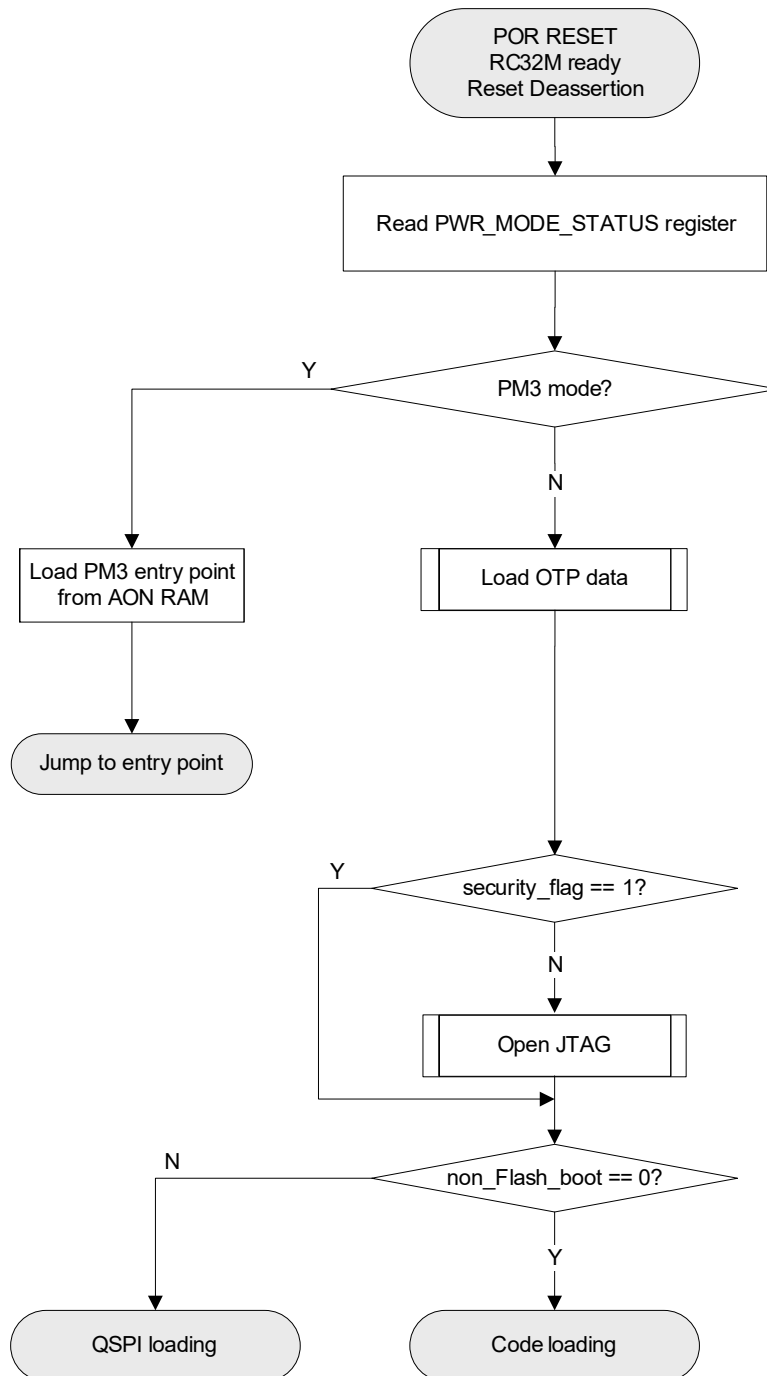 POR RESET
RC32M ready
Reset Deassertion
Read PWR_MODE_STATUS register
Y
PM3 mode?
N
Load PM3 entry point
from AON RAM
Load OTP data
Jump to entry point
Y
security_flag == 1?
N
Open JTAG
N
non_Flash_boot == 0?
Y
QSPI loading
Code loading